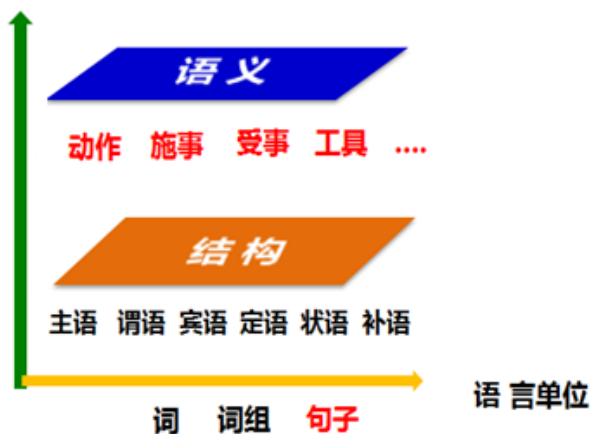 语义
动作 施事 受事 工具 ....
结构
主语 谓语 宾语 定语 状语 补语
语 言单位
词 词组 句子